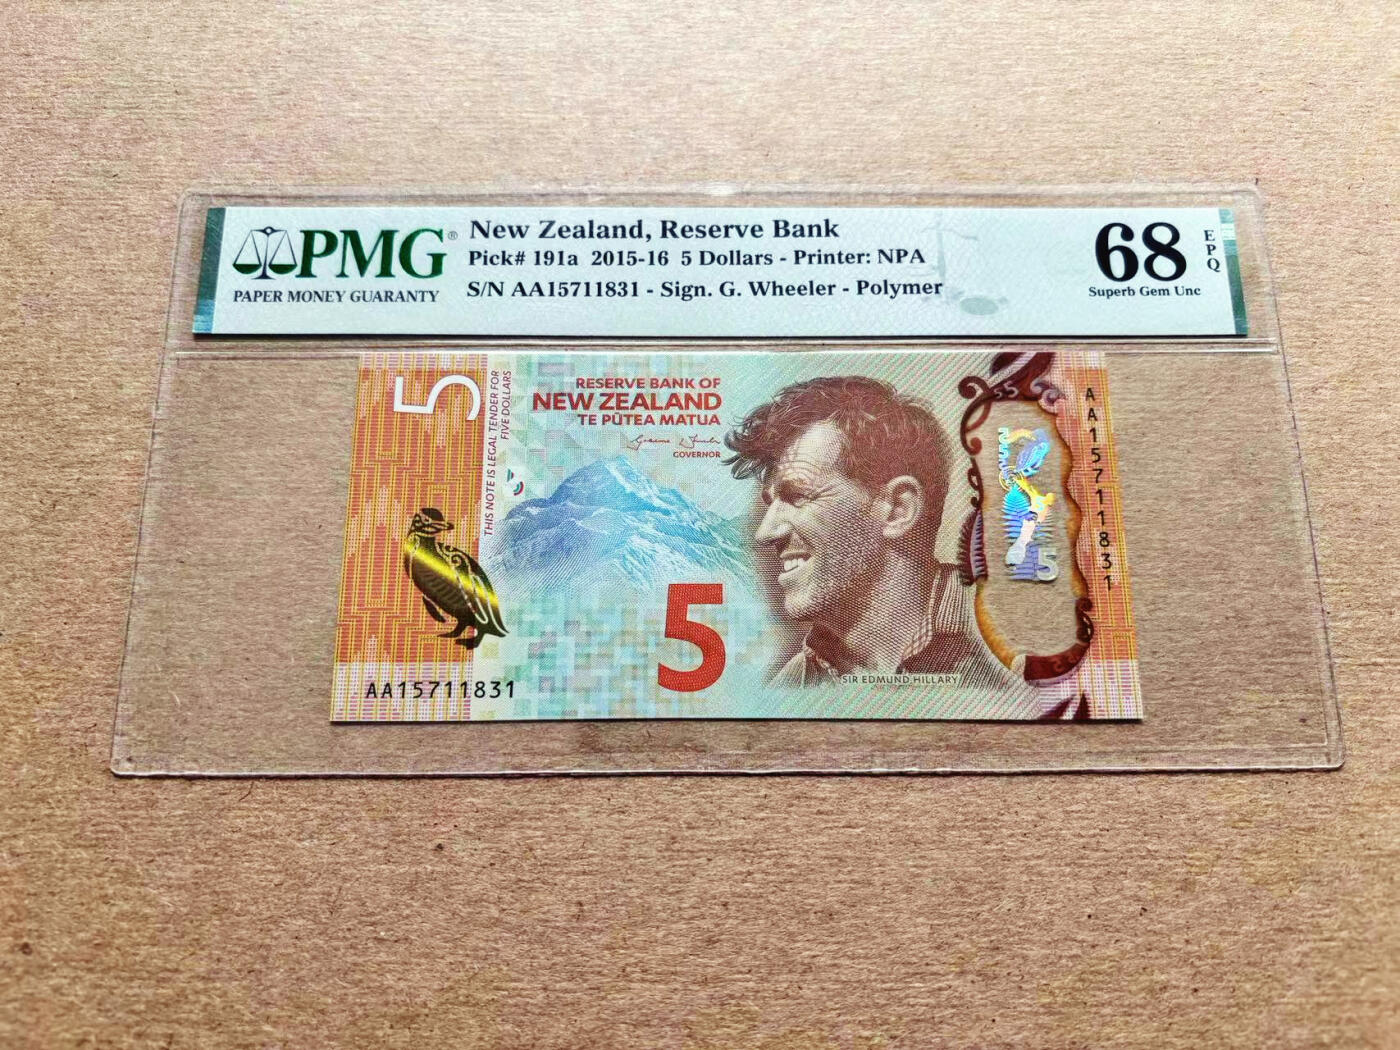 PMG®
PAPER MONEY GUARANTY
New Zealand, Reserve Bank
Pick# 191a 2015-16 5 Dollars - Printer: NPA
S/N AA15711831 - Sign. G. Wheeler - Polymer
68
EPQ
Superb Gem Unc
5
THIS NOTE IS LEGAL TENDER FOR
FIVE DOLLARS
RESERVE BANK OF
NEW ZEALAND
TE PŪTEA MATUA
GOVERNOR
5
SIR EDMUND HILLARY
AA15711831
AA15711831
5